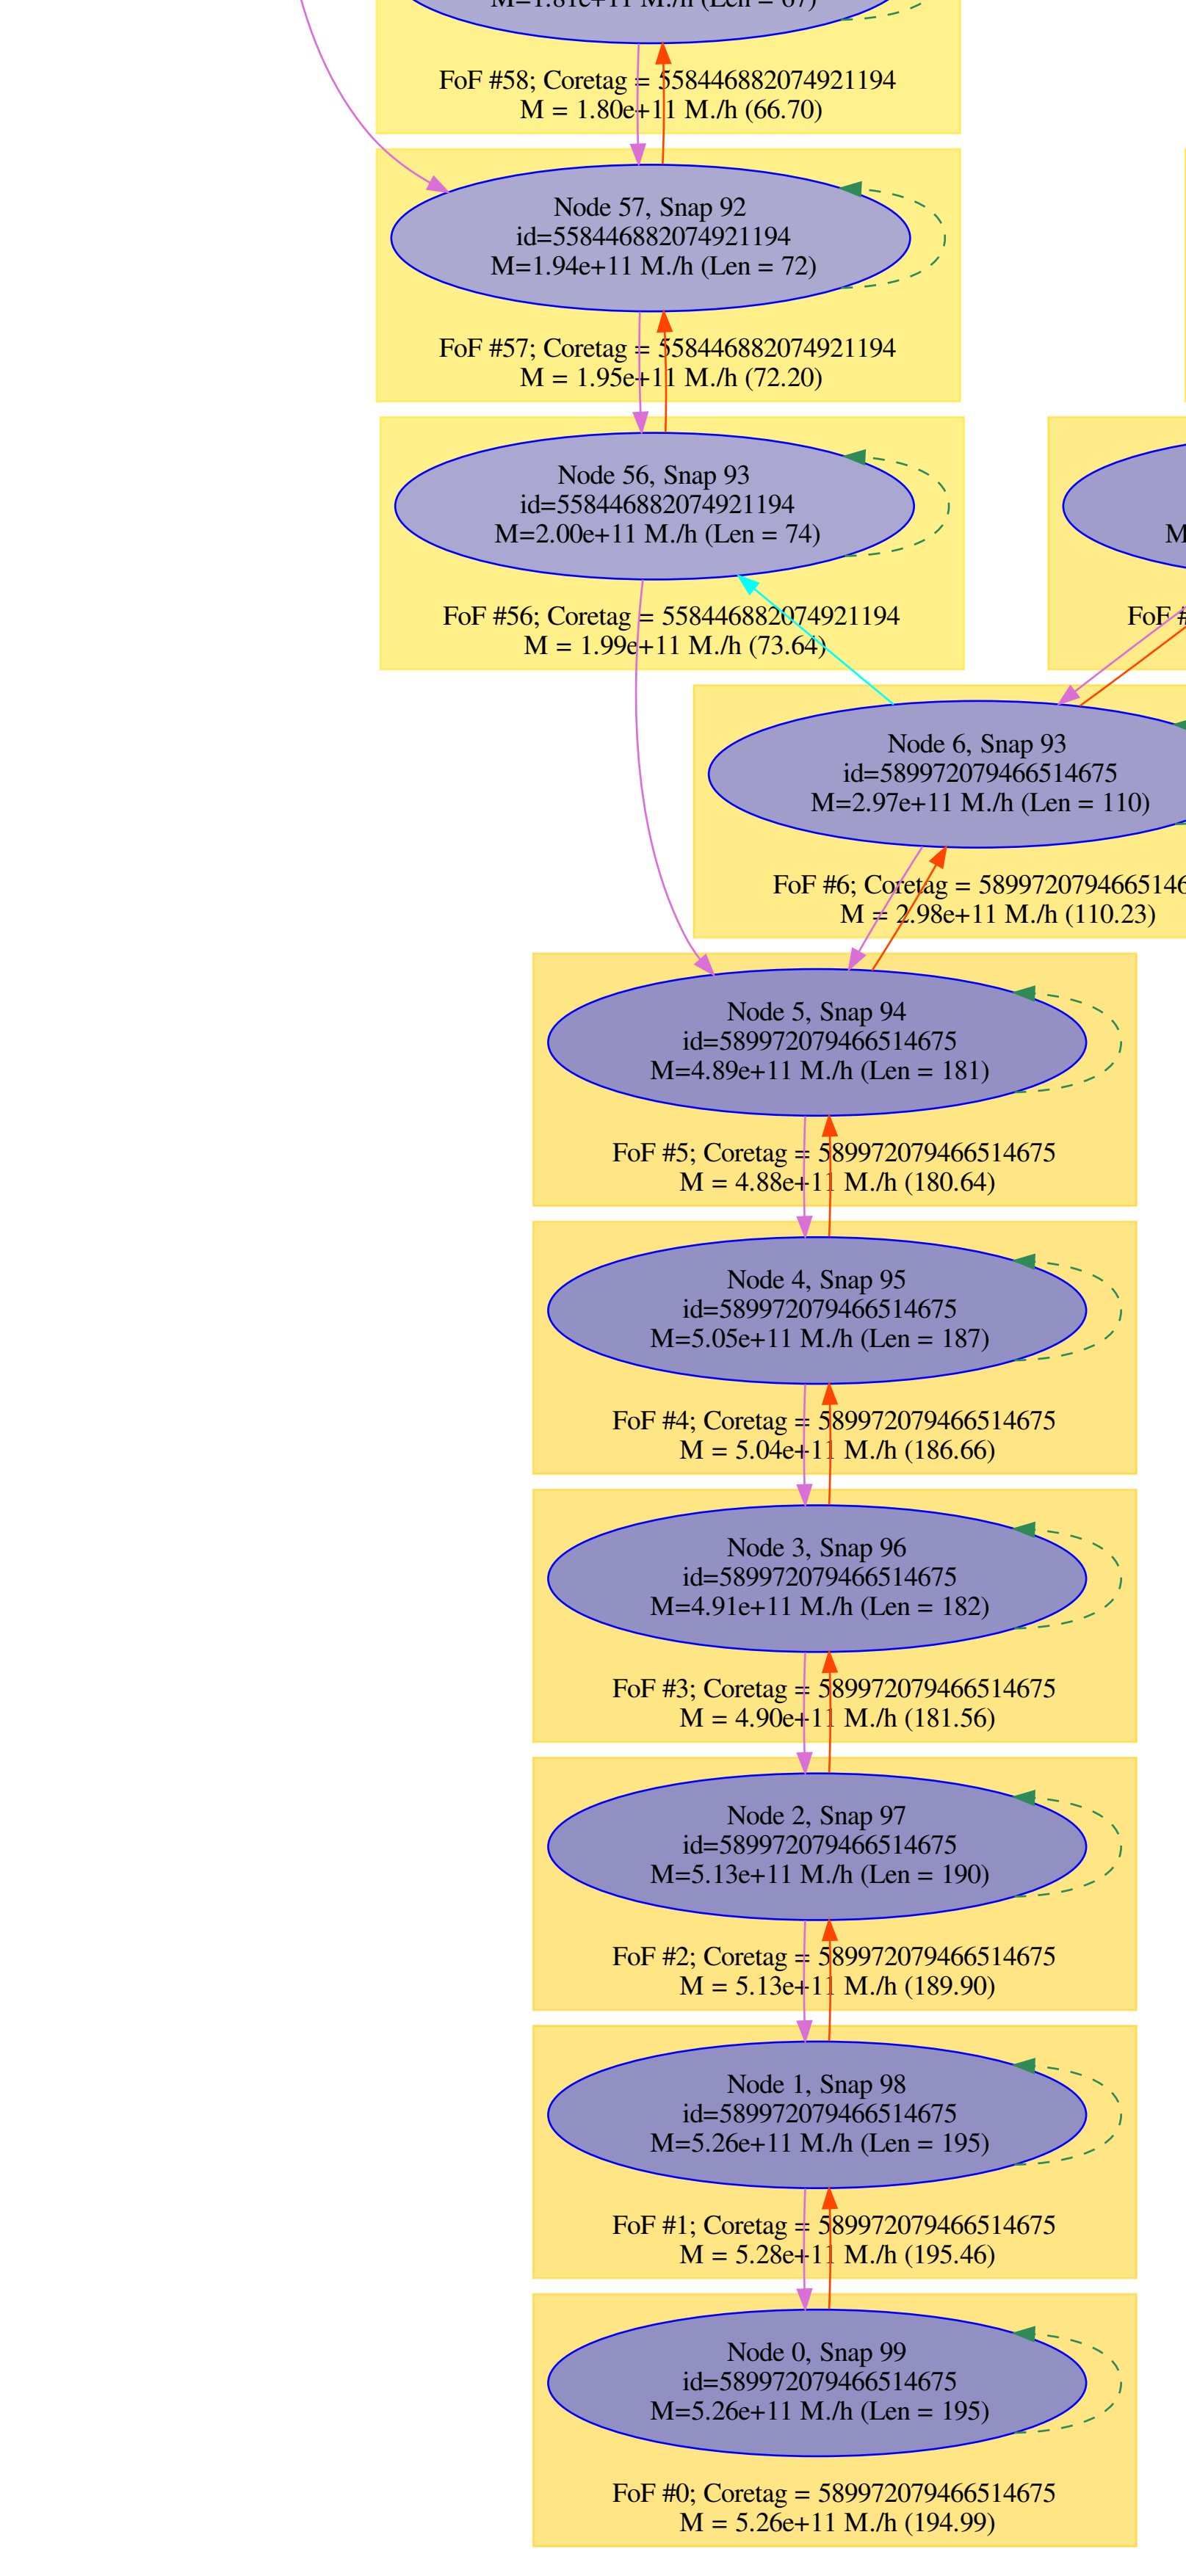 M=1.81e+11 M./h (Len = 67)
FoF #58; Coretag = 558446882074921194
M = 1.80e+11 M./h (66.70)
Node 57, Snap 92
id=558446882074921194
M=1.94e+11 M./h (Len = 72)
FoF #57; Coretag = 558446882074921194
M = 1.95e+11 M./h (72.20)
Node 56, Snap 93
id=558446882074921194
M=2.00e+11 M./h (Len = 74)
M
FoF #56; Coretag = 558446882074921194
M = 1.99e+11 M./h (73.64)
FoF #
Node 6, Snap 93
id=589972079466514675
M=2.97e+11 M./h (Len = 110)
FoF #6; Coretag = 5899720794665146
M = 2.98e+11 M./h (110.23)
Node 5, Snap 94
id=589972079466514675
M=4.89e+11 M./h (Len = 181)
FoF #5; Coretag = 589972079466514675
M = 4.88e+11 M./h (180.64)
Node 4, Snap 95
id=589972079466514675
M=5.05e+11 M./h (Len = 187)
FoF #4; Coretag = 589972079466514675
M = 5.04e+11 M./h (186.66)
Node 3, Snap 96
id=589972079466514675
M=4.91e+11 M./h (Len = 182)
FoF #3; Coretag = 589972079466514675
M = 4.90e+11 M./h (181.56)
Node 2, Snap 97
id=589972079466514675
M=5.13e+11 M./h (Len = 190)
FoF #2; Coretag = 589972079466514675
M = 5.13e+11 M./h (189.90)
Node 1, Snap 98
id=589972079466514675
M=5.26e+11 M./h (Len = 195)
FoF #1; Coretag = 589972079466514675
M = 5.28e+11 M./h (195.46)
Node 0, Snap 99
id=589972079466514675
M=5.26e+11 M./h (Len = 195)
FoF #0; Coretag = 589972079466514675
M = 5.26e+11 M./h (194.99)